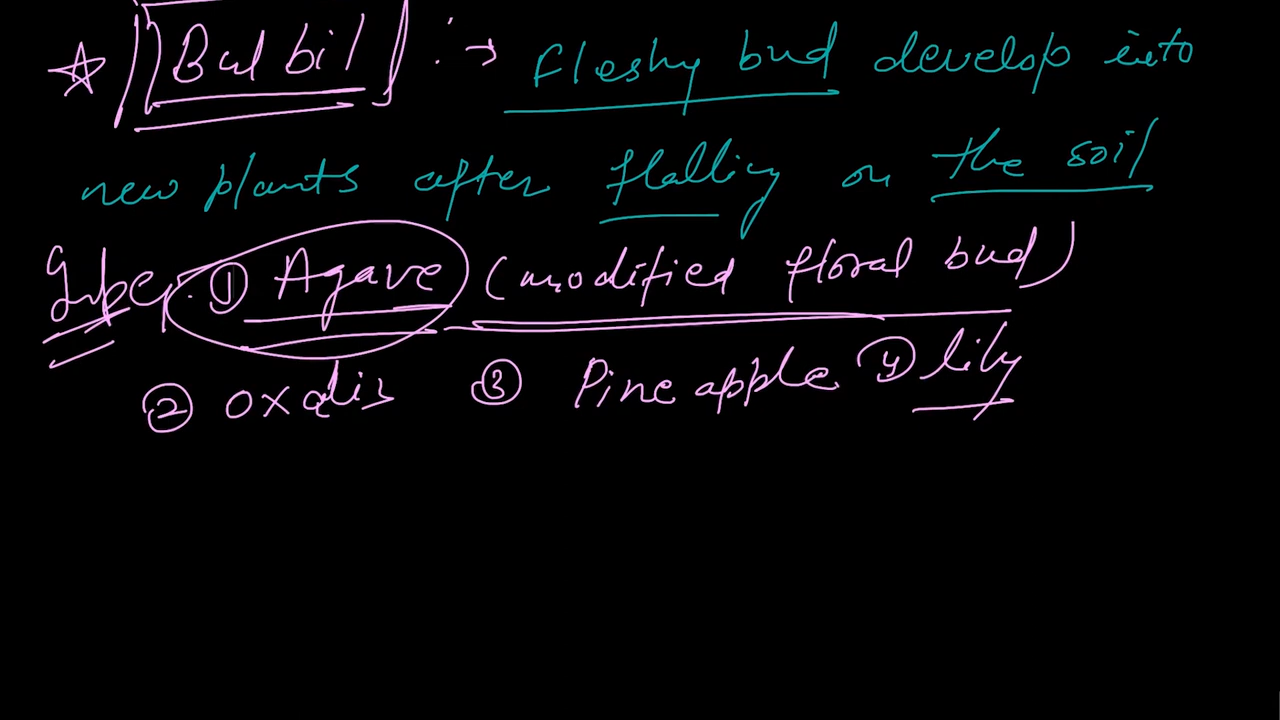 Bulbil :→ fleshy bud develop into
new plants after flalling on the soil
① Agave (modified floral bud)
② oxalis ③ Pineapple ④ lily